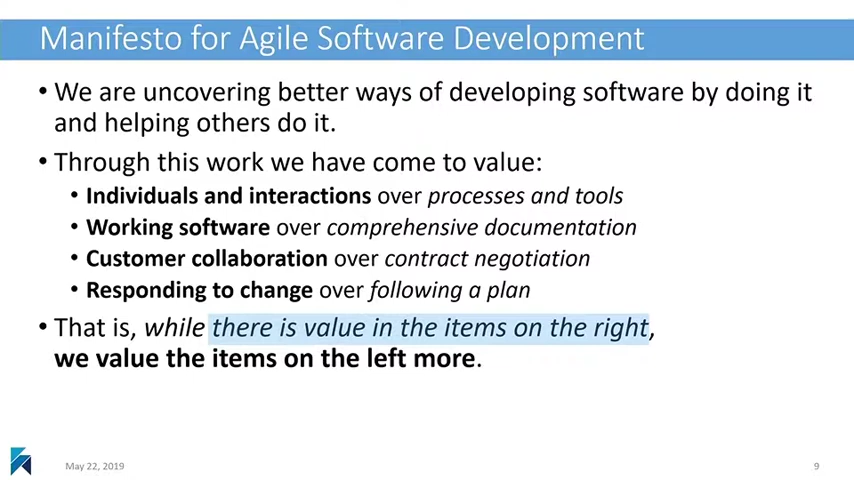 Manifesto for Agile Software Development
• We are uncovering better ways of developing software by doing it
and helping others do it.
• Through this work we have come to value:
• Individuals and interactions over processes and tools
• Working software over comprehensive documentation
• Customer collaboration over contract negotiation
• Responding to change over following a plan
• That is, while there is value in the items on the right,
we value the items on the left more.
May 22, 2019
9